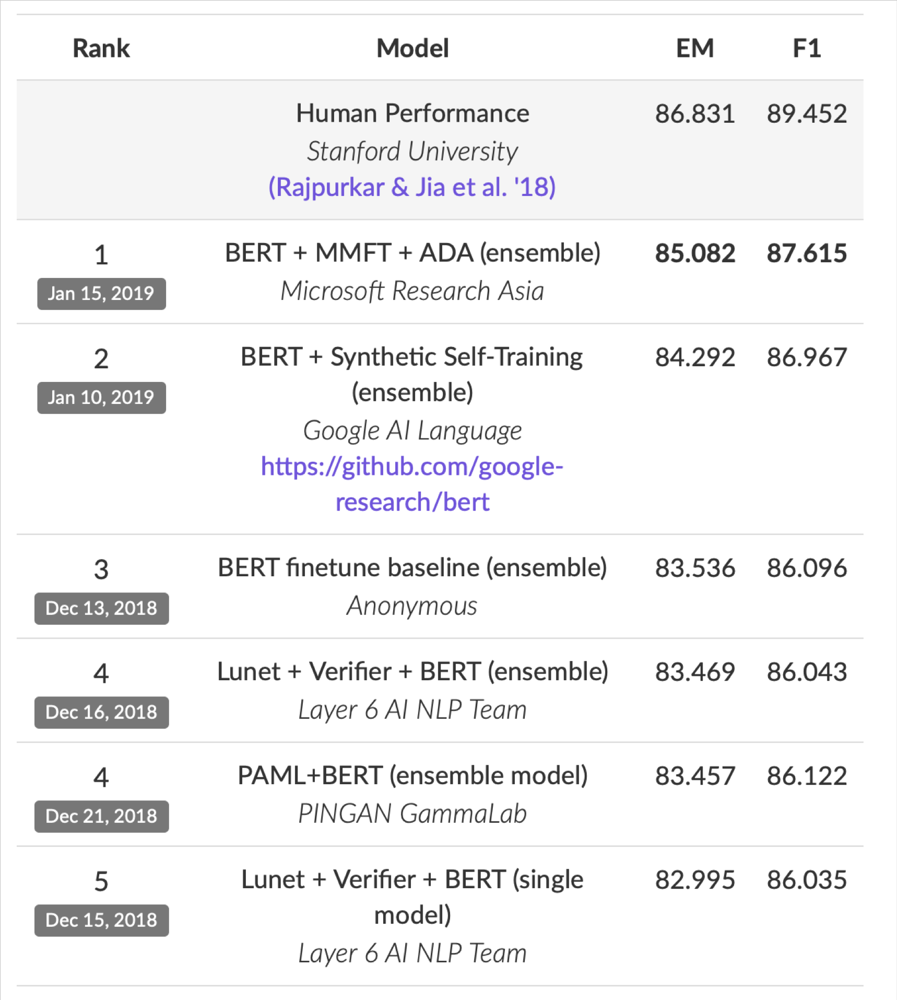 Rank Model EM F1
Human Performance 86.831 89.452
Stanford University
(Rajpurkar & Jia et al. '18)
1 BERT + MMFT + ADA (ensemble) 85.082 87.615
Jan 15, 2019 Microsoft Research Asia
2 BERT + Synthetic Self-Training 84.292 86.967
Jan 10, 2019 (ensemble)
Google AI Language
https://github.com/google-
research/bert
3 BERT finetune baseline (ensemble) 83.536 86.096
Dec 13, 2018 Anonymous
4 Lunet + Verifier + BERT (ensemble) 83.469 86.043
Dec 16, 2018 Layer 6 AI NLP Team
4 PAML+BERT (ensemble model) 83.457 86.122
Dec 21, 2018 PINGAN GammaLab
5 Lunet + Verifier + BERT (single 82.995 86.035
Dec 15, 2018 model)
Layer 6 AI NLP Team